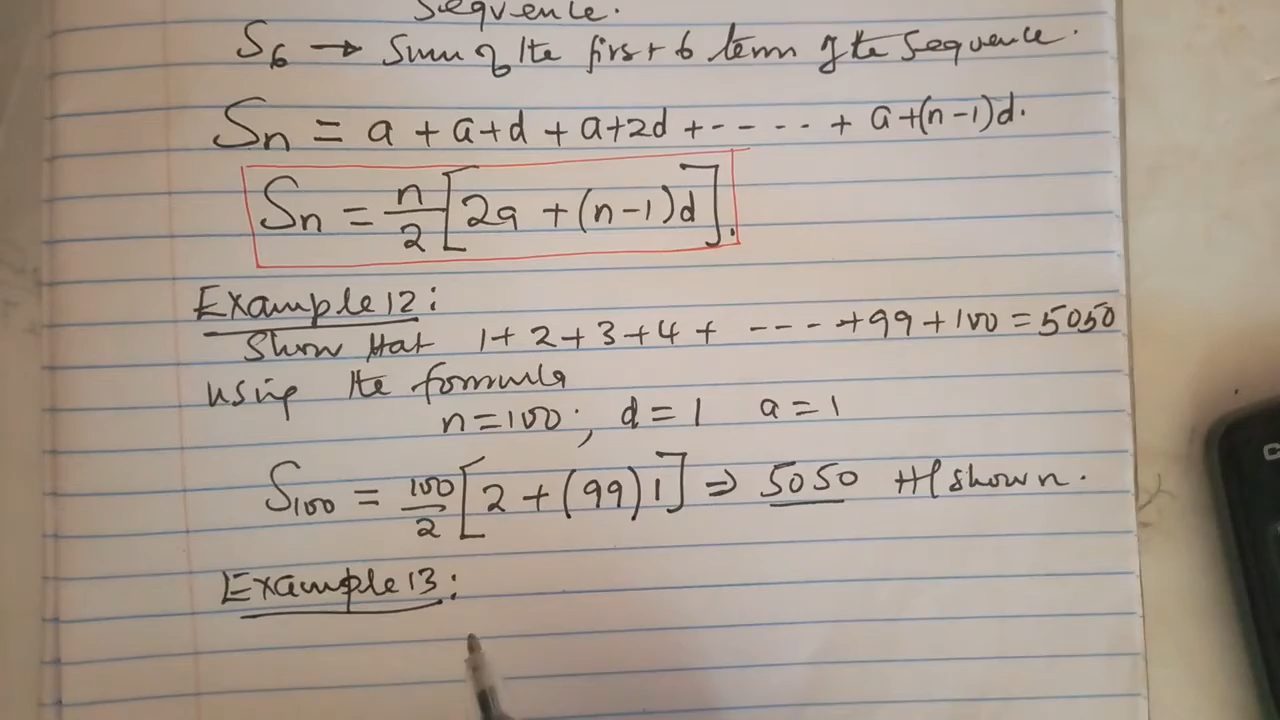 Sequence.
S₆ → Sum of the first 6 term of the sequence.
Sn = a + a+d + a+2d +- - - - - + a+(n-1)d.
Sn = n/2 [2a + (n-1)d].
Example 12:
Show that 1+2+3+4+ - - - - +99+100 = 5050
using the formula
n=100; d=1 a=1
S₁₀₀ = 100/2 [2 + (99)1] ⇒ 5050 shown.
Example 13:
C